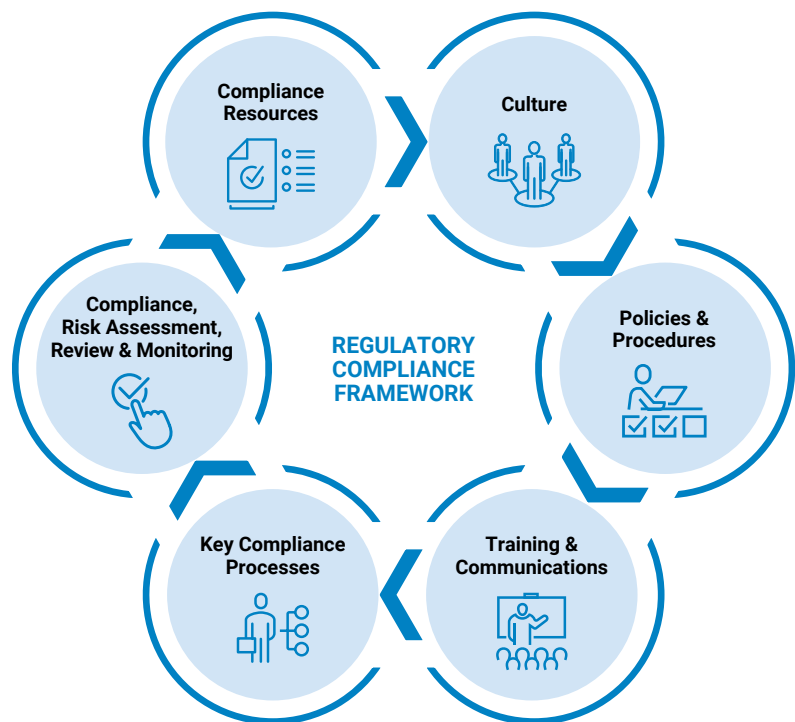 Compliance
Resources
Culture
Policies &
Procedures
Training &
Communications
Key Compliance
Processes
Compliance,
Risk Assessment,
Review & Monitoring
REGULATORY
COMPLIANCE
FRAMEWORK